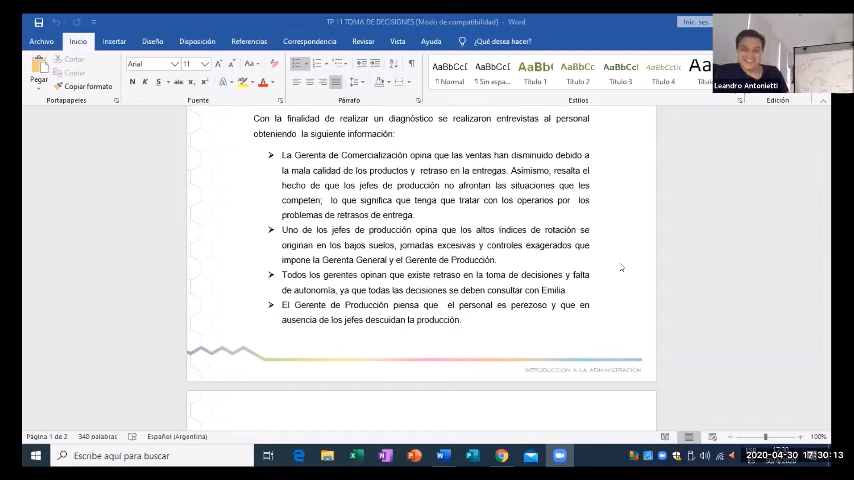 TP 11 TOMA DE DECISIONES [Modo de compatibilidad] - Word
Inic. ses.
Archivo Inicio Insertar Diseño Disposición Referencias Correspondencia Revisar Vista Ayuda ¿Qué desea hacer?
Pegar
Cortar
Copiar
Copiar formato
Portapapeles
Arial 11
N K S abc x₂ x²
Fuente
Párrafo
AaBbCcI AaBbCcI AaBbC AaBbCc AaBbCc AaBbCcI Aa
¶ Normal ¶ Sin espa... Título 1 Título 2 Título 3 Título 4
Estilos
Edición
Leandro Antonietti
Con la finalidad de realizar un diagnóstico se realizaron entrevistas al personal
obteniendo la siguiente información:
La Gerenta de Comercialización opina que las ventas han disminuido debido a
la mala calidad de los productos y retraso en la entregas. Asimismo, resalta el
hecho de que los jefes de producción no afrontan las situaciones que les
competen; lo que significa que tenga que tratar con los operarios por los
problemas de retrasos de entrega.
Uno de los jefes de producción opina que los altos índices de rotación se
originan en los bajos suelos, jornadas excesivas y controles exagerados que
impone la Gerenta General y el Gerente de Producción.
Todos los gerentes opinan que existe retraso en la toma de decisiones y falta
de autonomía, ya que todas las decisiones se deben consultar con Emilia.
El Gerente de Producción piensa que el personal es perezoso y que en
ausencia de los jefes descuidan la producción.
INTRODUCCION A LA ADMINISTRACIÓN
Página 1 de 2 340 palabras Español (Argentina) 100%
Escribe aquí para buscar
2020-04-30 17:30:13